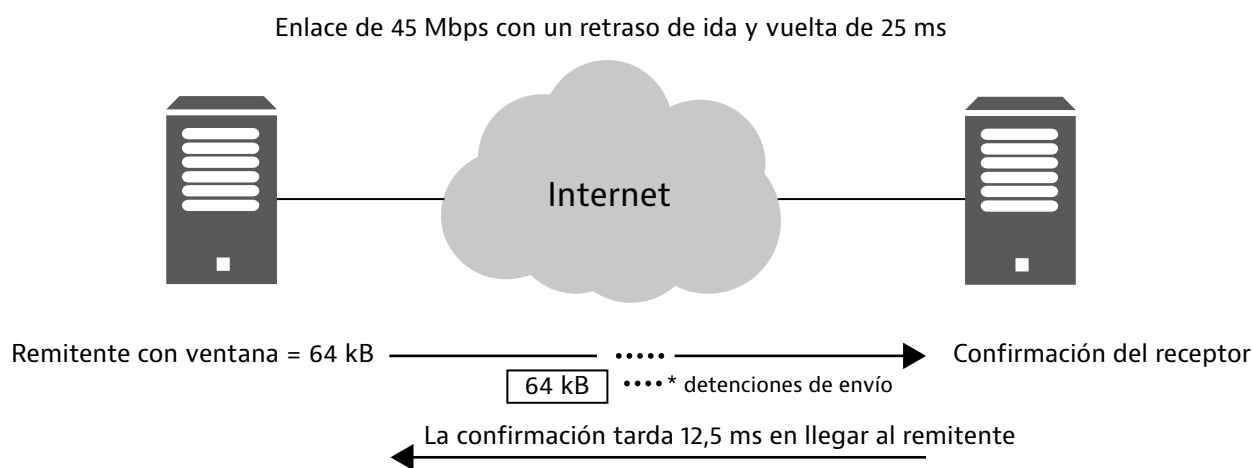 Enlace de 45 Mbps con un retraso de ida y vuelta de 25 ms
Internet
Remitente con ventana = 64 kB
Confirmación del receptor
64 kB
* detenciones de envío
La confirmación tarda 12,5 ms en llegar al remitente